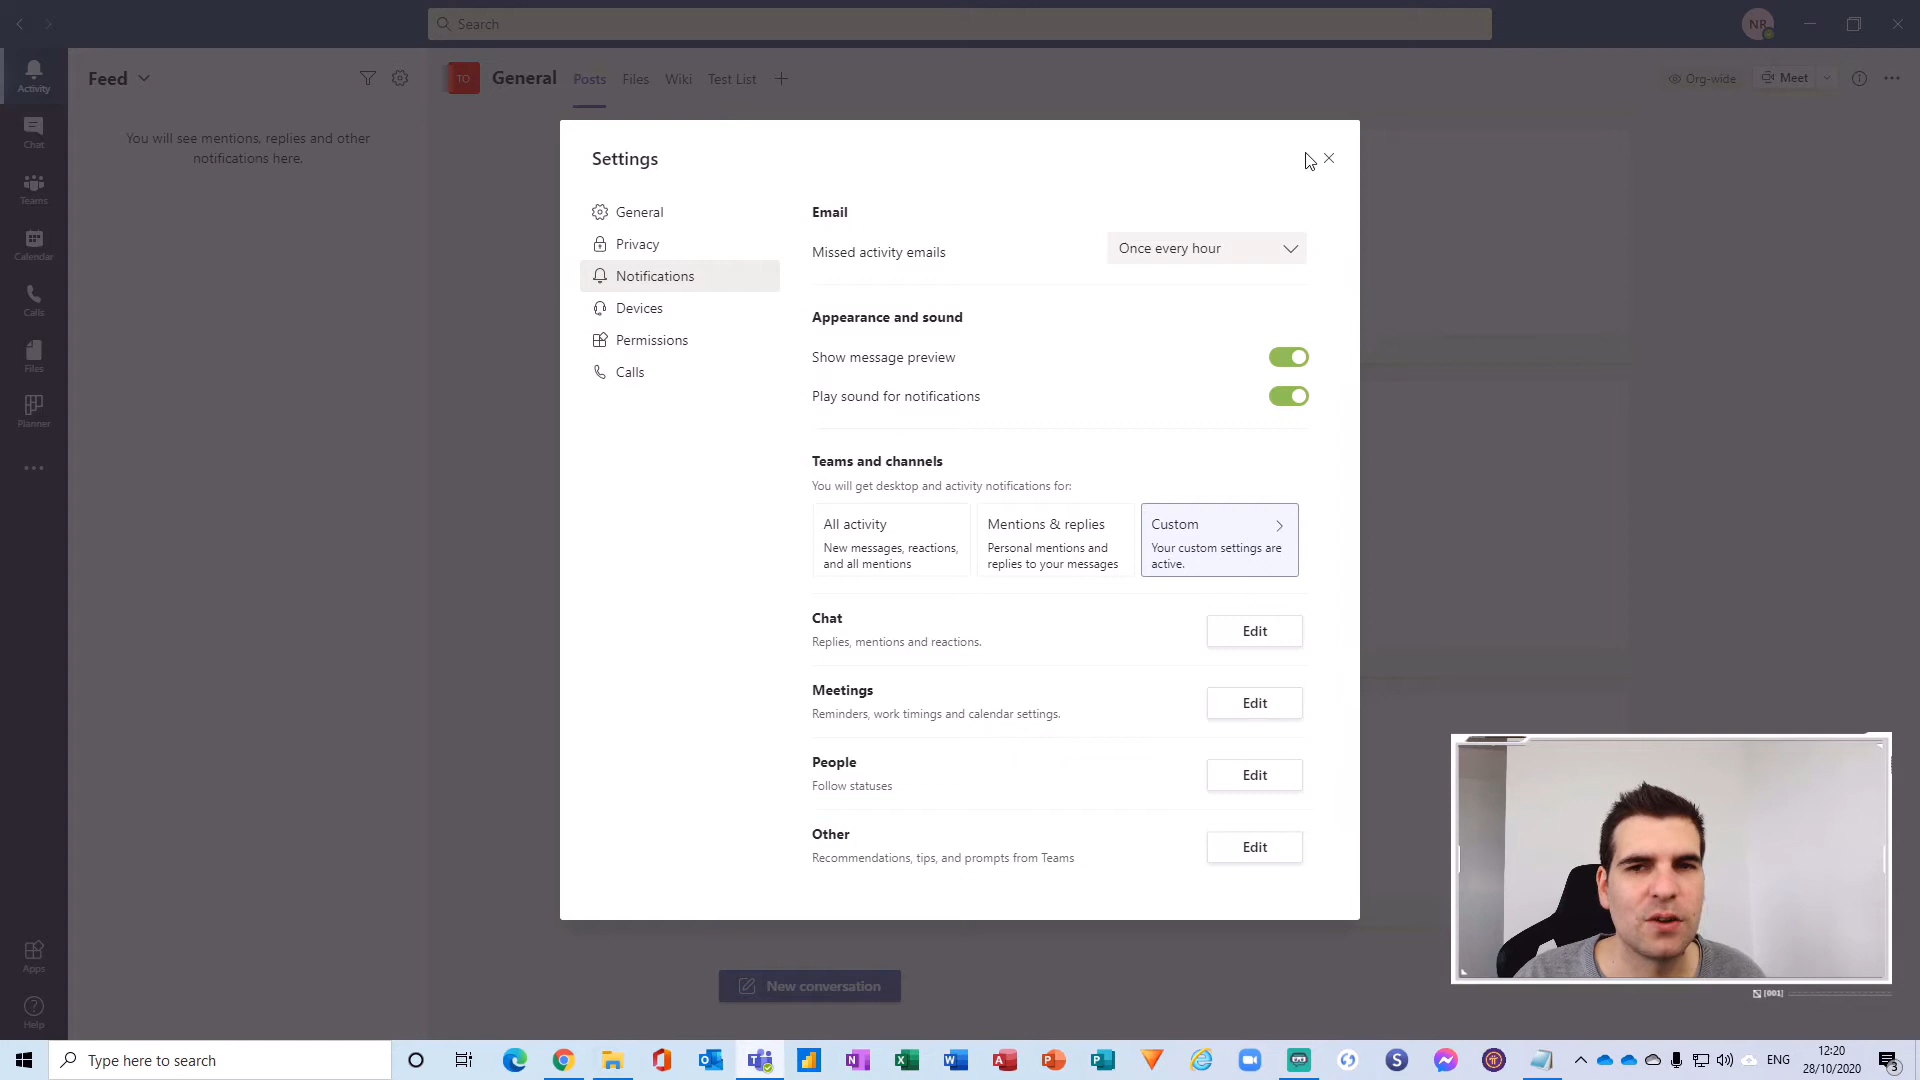 Search
NR
Activity
Chat
Teams
Calendar
Calls
Files
Planner
Apps
Help
Feed
You will see mentions, replies and other
notifications here.
TO
General
Posts
Files
Wiki
Test List
Org-wide
Meet
Settings
General
Privacy
Notifications
Devices
Permissions
Calls
Email
Missed activity emails
Once every hour
Appearance and sound
Show message preview
Play sound for notifications
Teams and channels
You will get desktop and activity notifications for:
All activity
New messages, reactions,
and all mentions
Mentions & replies
Personal mentions and
replies to your messages
Custom
Your custom settings are
active.
Chat
Replies, mentions and reactions.
Edit
Meetings
Reminders, work timings and calendar settings.
Edit
People
Follow statuses
Edit
Other
Recommendations, tips, and prompts from Teams
Edit
New conversation
[001]
Type here to search
ENG
12:20
28/10/2020
3